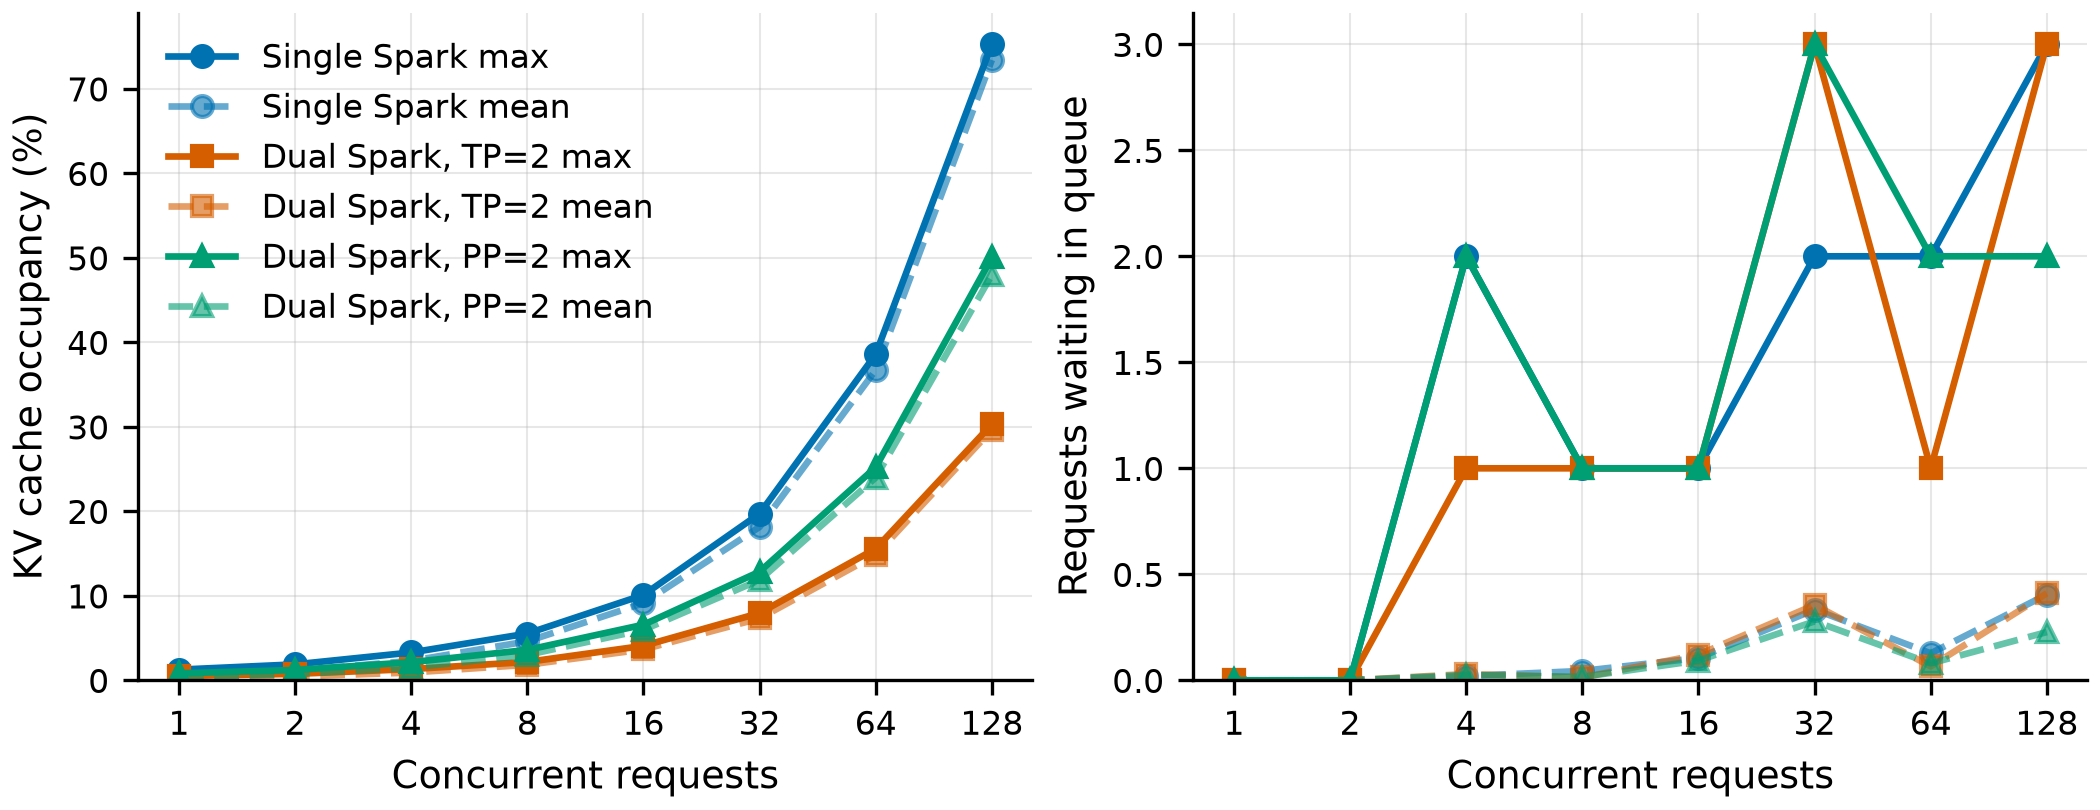 KV cache occupancy (%)
70
60
50
40
30
20
10
0
Single Spark max
Single Spark mean
Dual Spark, TP=2 max
Dual Spark, TP=2 mean
Dual Spark, PP=2 max
Dual Spark, PP=2 mean
1 2 4 8 16 32 64 128
Concurrent requests
Requests waiting in queue
3.0
2.5
2.0
1.5
1.0
0.5
0.0
1 2 4 8 16 32 64 128
Concurrent requests